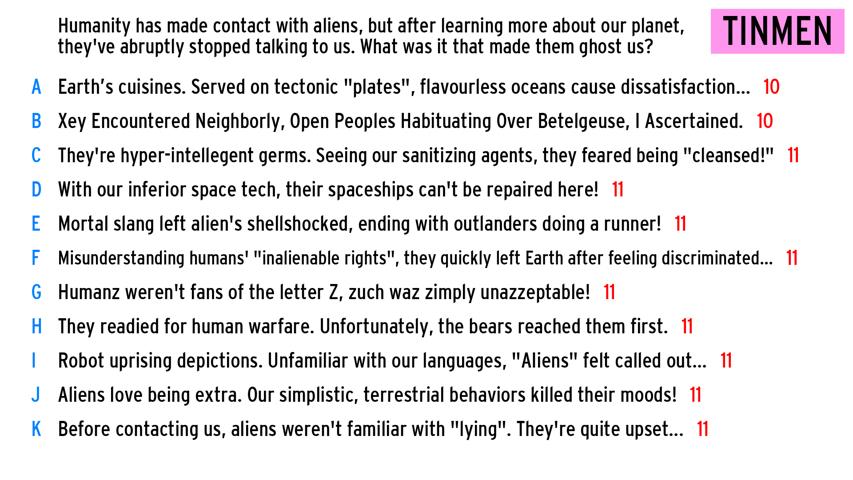 Humanity has made contact with aliens, but after learning more about our planet,
they've abruptly stopped talking to us. What was it that made them ghost us?
TINMEN
A Earth's cuisines. Served on tectonic "plates", flavourless oceans cause dissatisfaction... 10
B Xey Encountered Neighborly, Open Peoples Habituating Over Betelgeuse, I Ascertained. 10
C They're hyper-intellegent germs. Seeing our sanitizing agents, they feared being "cleansed!" 11
D With our inferior space tech, their spaceships can't be repaired here! 11
E Mortal slang left alien's shellshocked, ending with outlanders doing a runner! 11
F Misunderstanding humans' "inalienable rights", they quickly left Earth after feeling discriminated... 11
G Humanz weren't fans of the letter Z, zuch waz zimply unazzeptable! 11
H They readied for human warfare. Unfortunately, the bears reached them first. 11
I Robot uprising depictions. Unfamiliar with our languages, "Aliens" felt called out... 11
J Aliens love being extra. Our simplistic, terrestrial behaviors killed their moods! 11
K Before contacting us, aliens weren't familiar with "lying". They're quite upset... 11